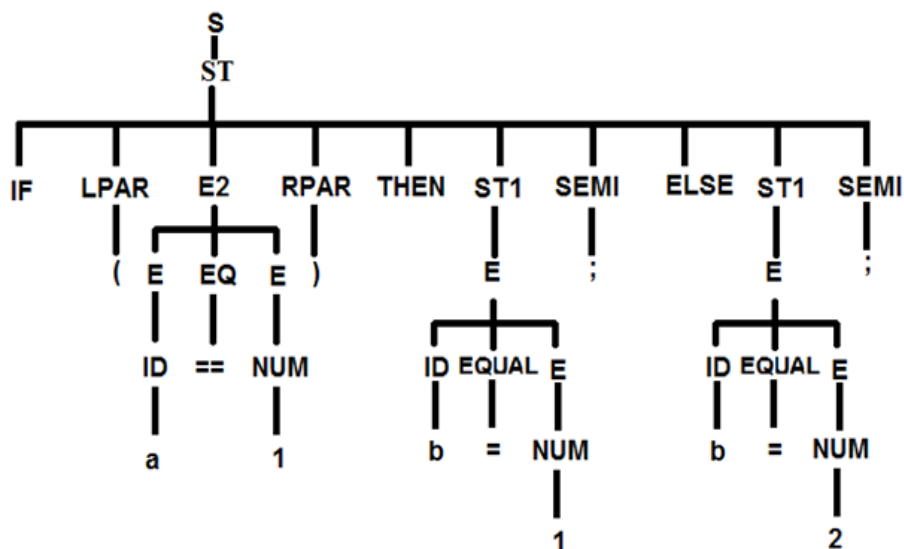 S
ST
IF LPAR E2 RPAR THEN ST1 SEMI ELSE ST1 SEMI
( E EQ E ) E ; E ;
ID == NUM ID EQUAL E ID EQUAL E
a 1 b = NUM b = NUM
1 2